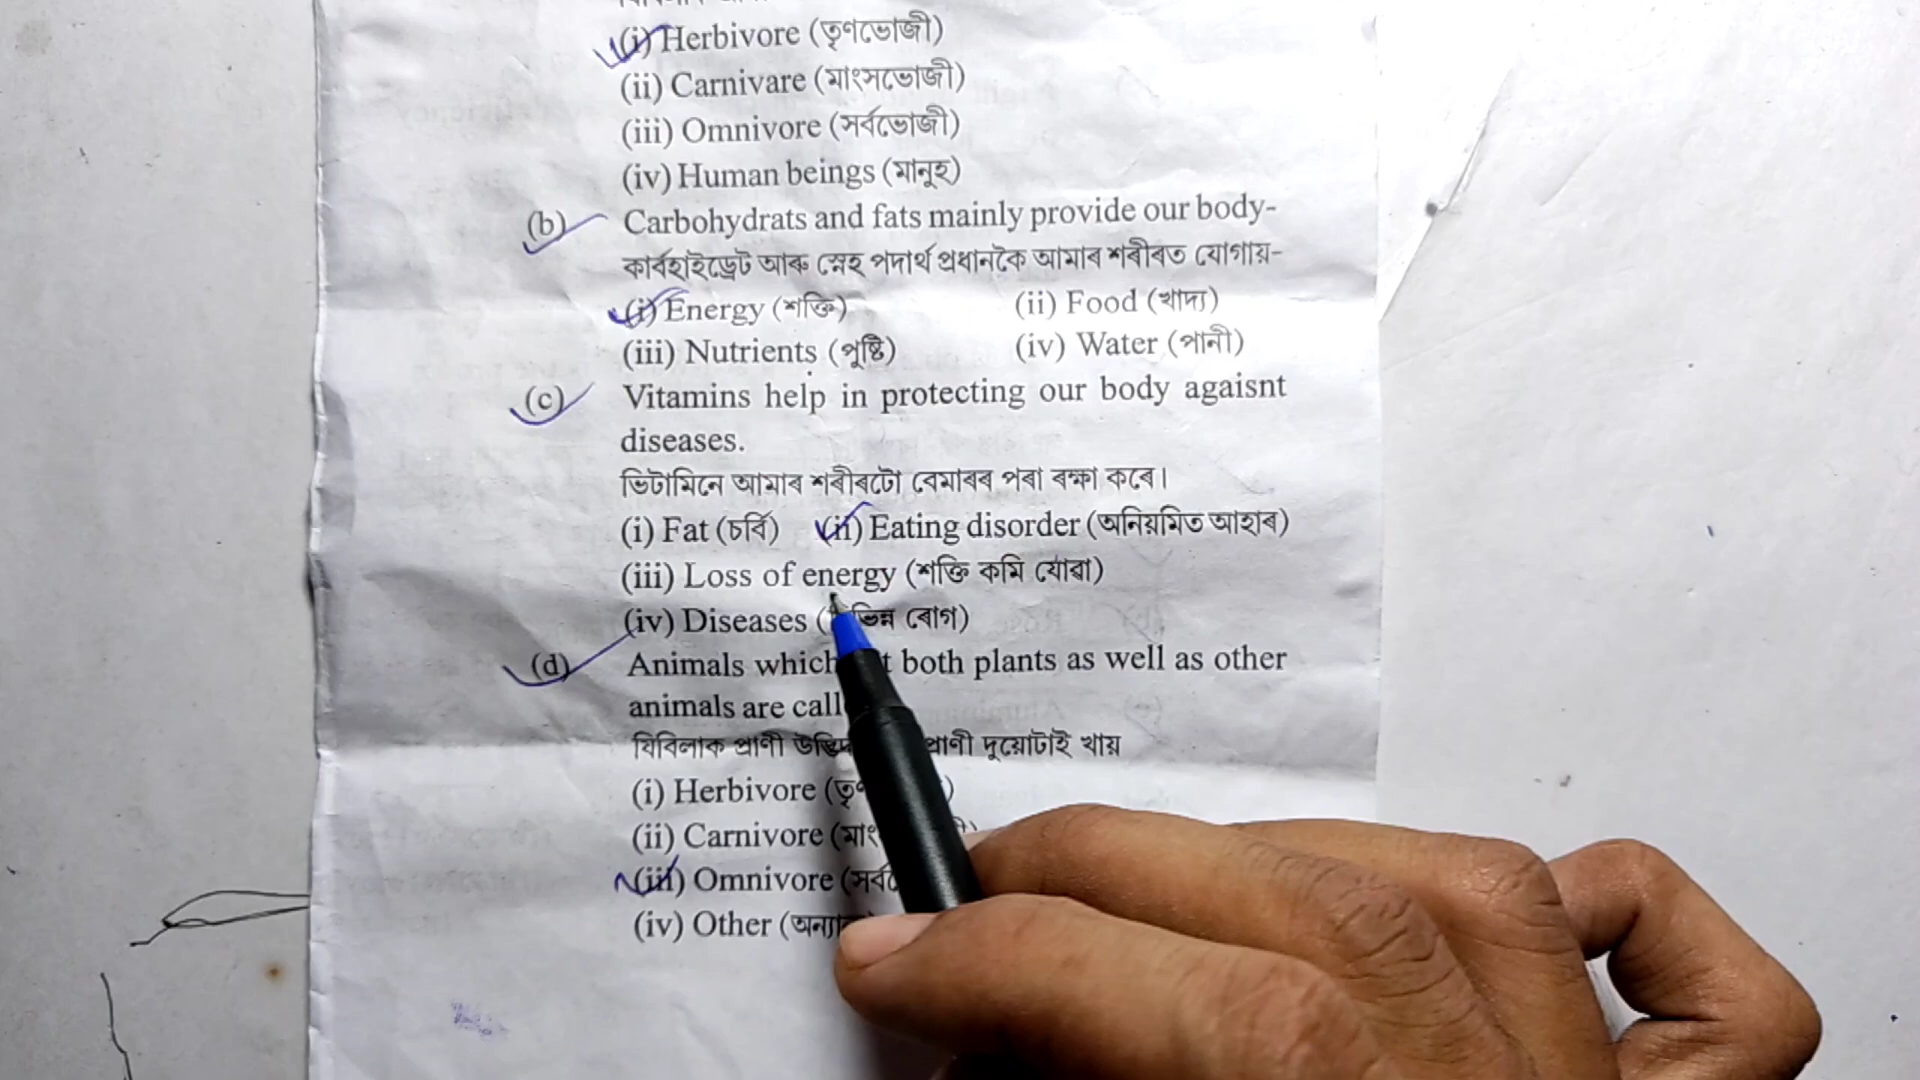 (i) Herbivore (তৃণভোজী)
(ii) Carnivare (মাংসভোজী)
(iii) Omnivore (সৰ্বভোজী)
(iv) Human beings (মানুহ)
(b) Carbohydrats and fats mainly provide our body-
কাৰ্বহাইড্ৰেট আৰু স্নেহ পদাৰ্থ প্ৰধানকৈ আমাৰ শৰীৰত যোগায়-
(i) Energy (শক্তি) (ii) Food (খাদ্য)
(iii) Nutrients (পুষ্টি) (iv) Water (পানী)
(c) Vitamins help in protecting our body agaisnt
diseases.
ভিটামিনে আমাৰ শৰীৰটো বেমাৰৰ পৰা ৰক্ষা কৰে।
(i) Fat (চৰ্বি) (ii) Eating disorder (অনিয়মিত আহাৰ)
(iii) Loss of energy (শক্তি কমি যোৱা)
(iv) Diseases ( ৰোগ)
(d) Animals which both plants as well as other
animals are call
যিবিলাক প্ৰাণী প্ৰাণী দুয়োটাই খায়
(i) Herbivore
(ii) Carnivore
(iii) Omnivore
(iv) Other